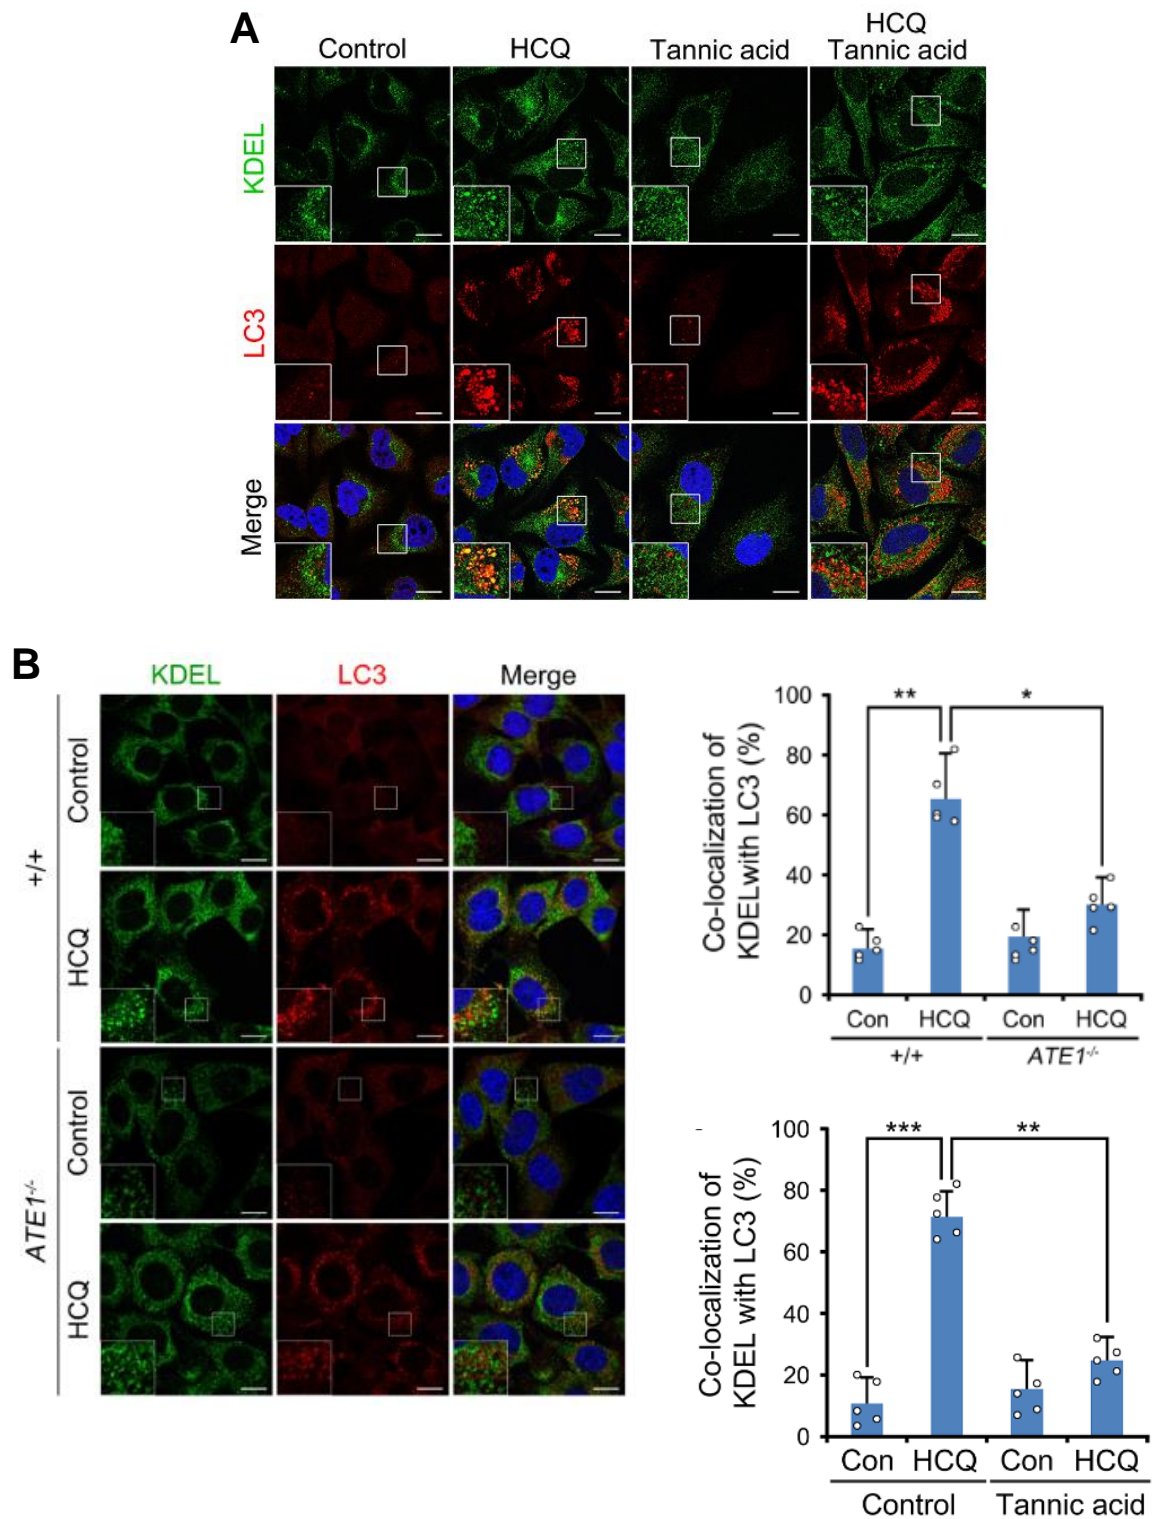 A
Control
HCQ
Tannic acid
HCQ
Tannic acid
KDEL
LC3
Merge
B
KDEL
LC3
Merge
+/+
Control
HCQ
ATE1-/-
Control
HCQ
Co-localization of
KDELwith LC3 (%)
100
80
60
40
20
0
**
*
Con
HCQ
Con
HCQ
+/+
ATE1-/-
Co-localization of
KDEL with LC3 (%)
100
80
60
40
20
0
***
**
Con
HCQ
Con
HCQ
Control
Tannic acid